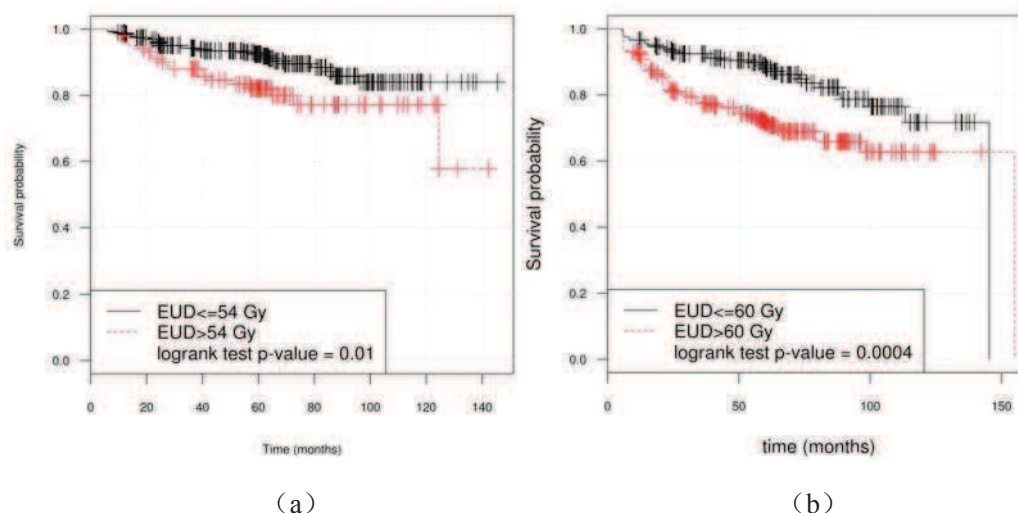 1.0
0.8
0.6
0.4
0.2
0.0
Survival probability
EUD<=54 Gy
EUD>54 Gy
logrank test p-value = 0.01
0 20 40 60 80 100 120 140
Time (months)
(a)
1.0
0.8
0.6
0.4
0.2
0.0
Survival probability
EUD<=60 Gy
EUD>60 Gy
logrank test p-value = 0.0004
0 50 100 150
time (months)
(b)